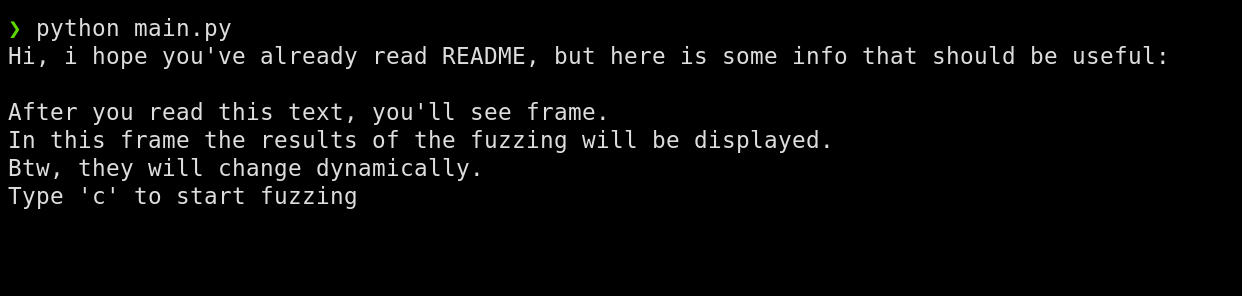 ❯ python main.py
Hi, i hope you've already read README, but here is some info that should be useful:
After you read this text, you'll see frame.
In this frame the results of the fuzzing will be displayed.
Btw, they will change dynamically.
Type 'c' to start fuzzing